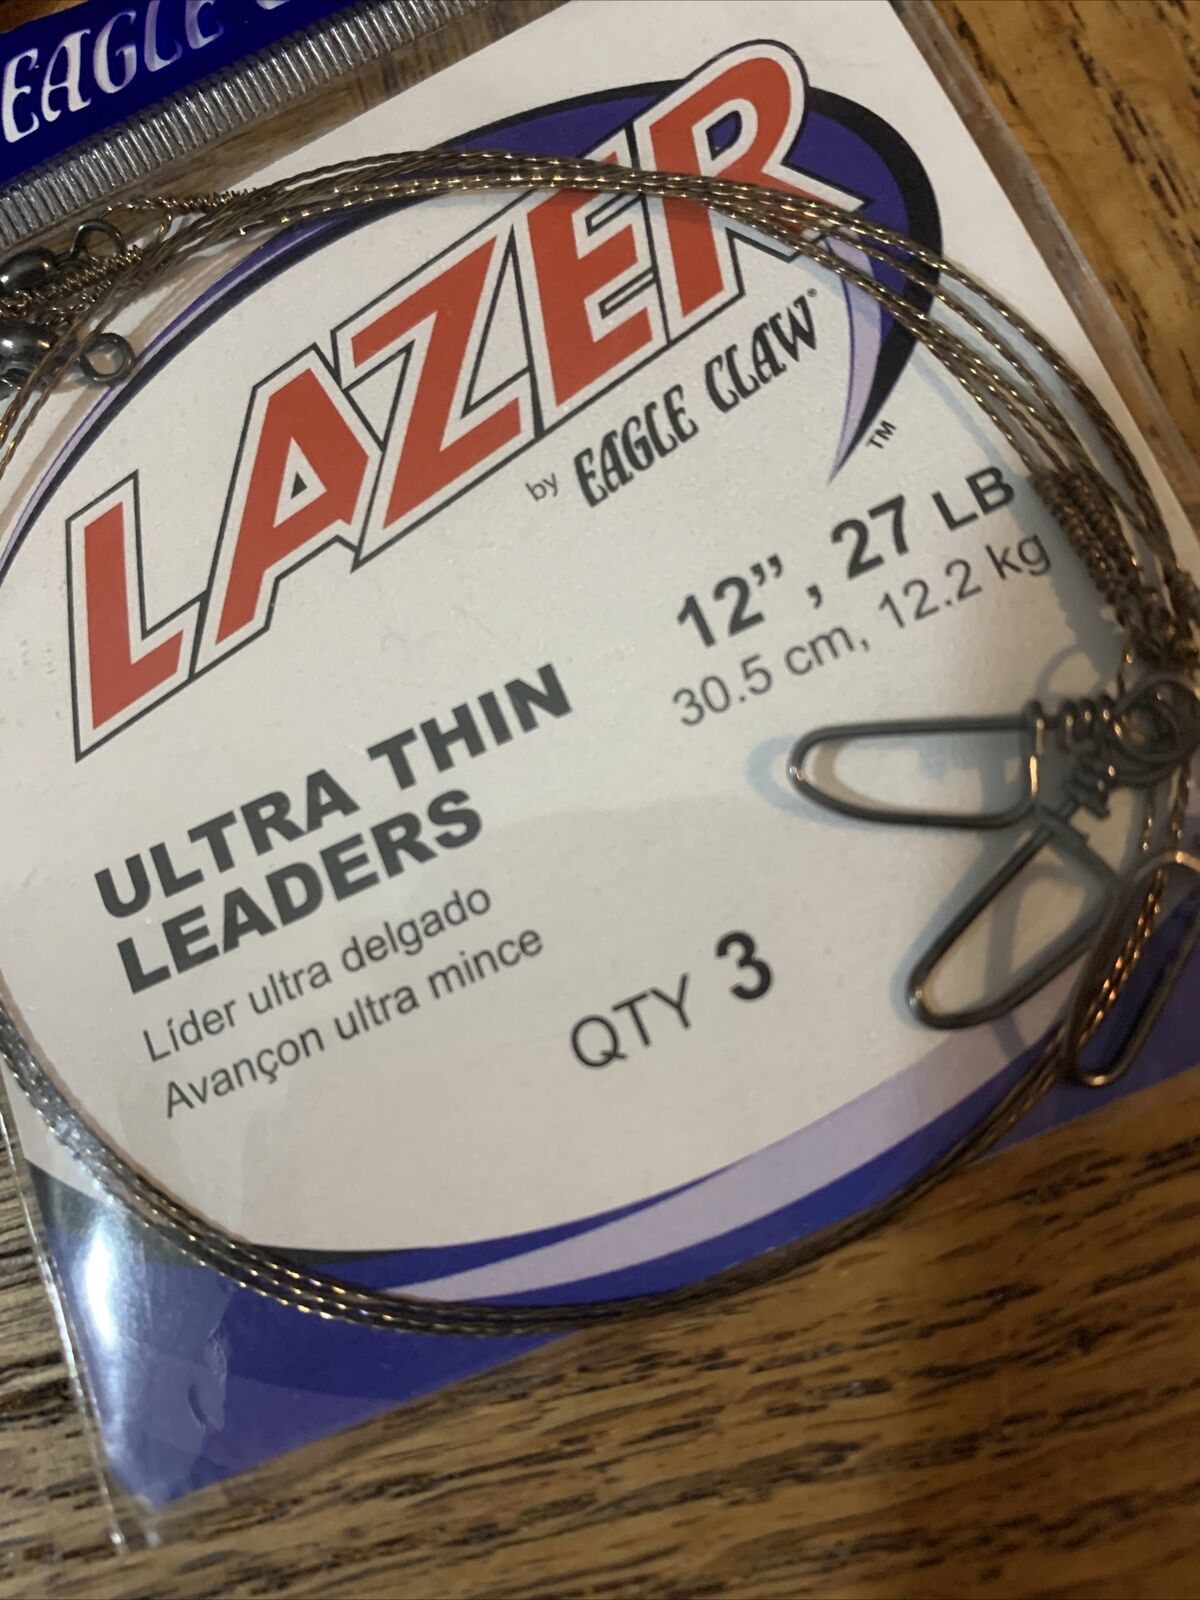 EAGLE
LAZER
by EAGLE CLAW®
TM
12”, 27 LB
30.5 cm, 12.2 kg
ULTRA THIN
LEADERS
Líder ultra delgado
Avançon ultra mince
QTY 3